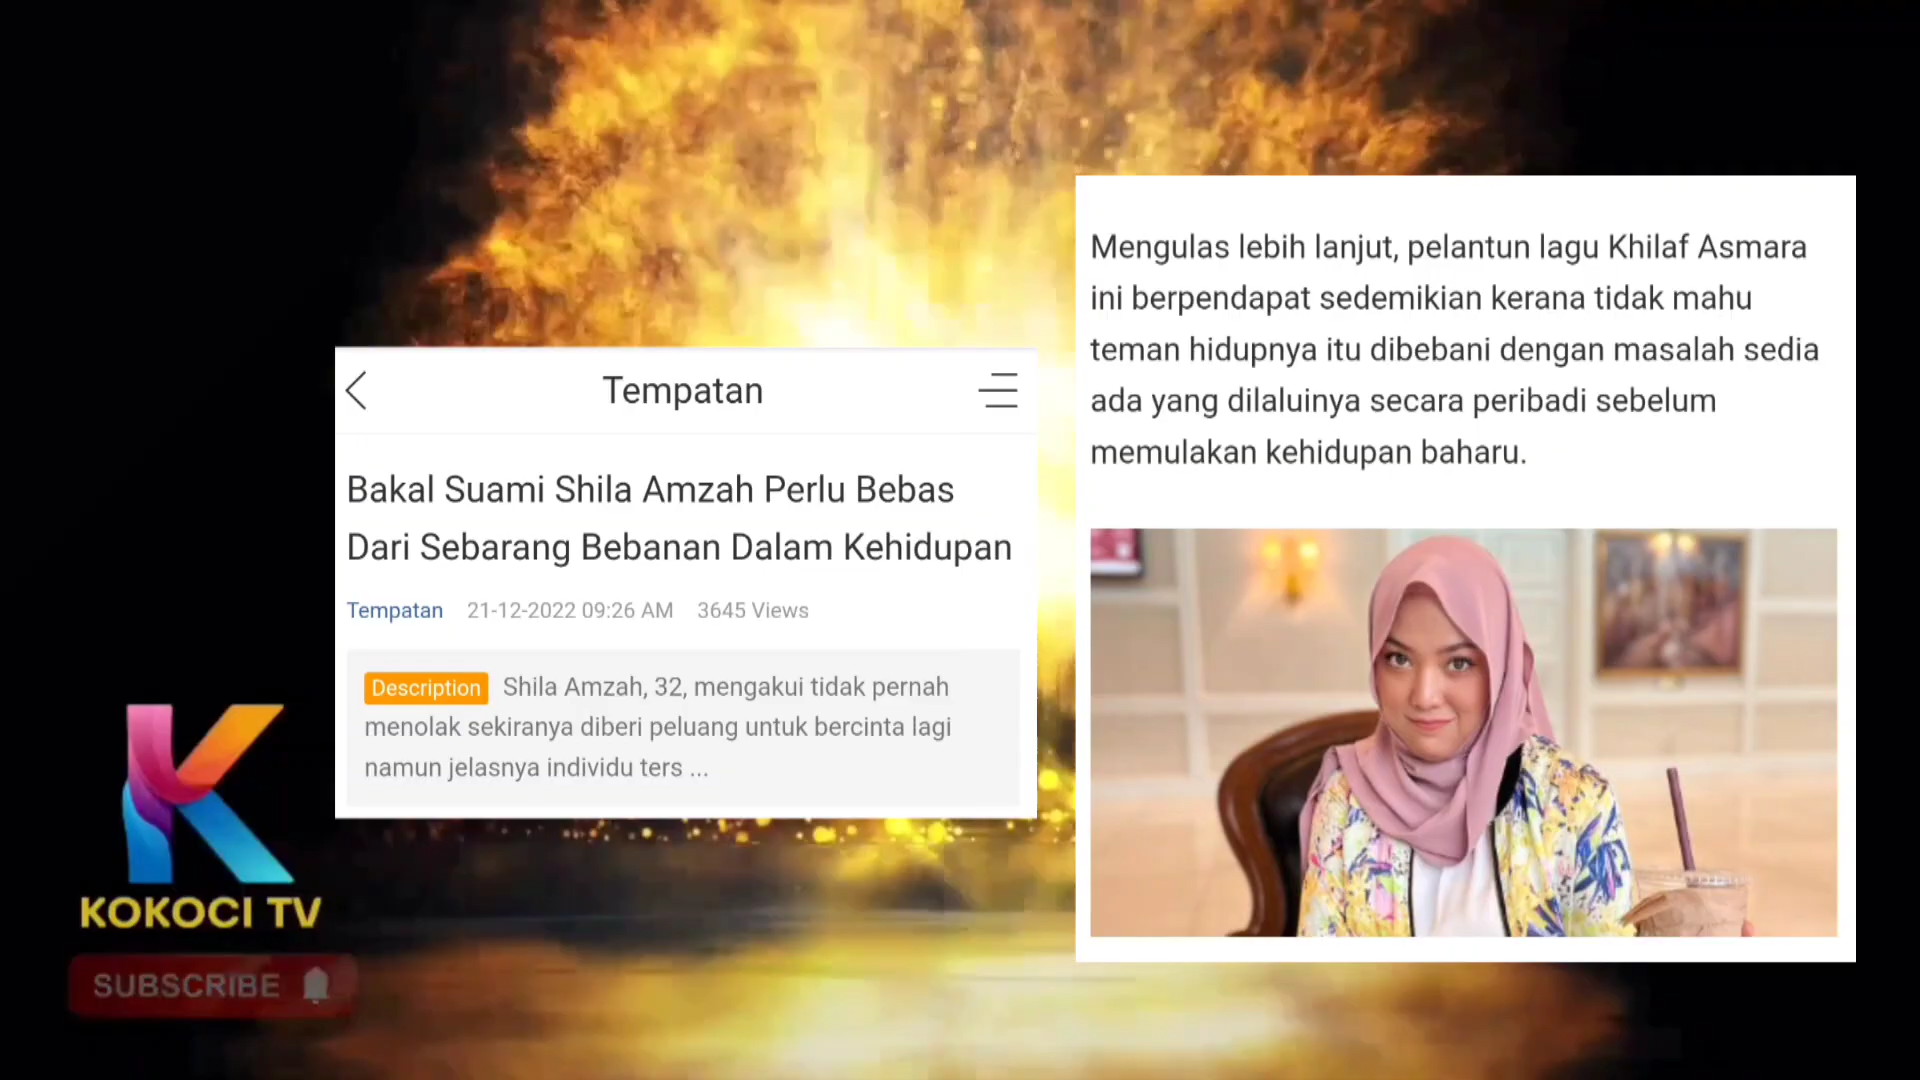 Tempatan
Bakal Suami Shila Amzah Perlu Bebas
Dari Sebarang Bebanan Dalam Kehidupan
Tempatan 21-12-2022 09:26 AM 3645 Views
Description Shila Amzah, 32, mengakui tidak pernah
menolak sekiranya diberi peluang untuk bercinta lagi
namun jelasnya individu ters ...
Mengulas lebih lanjut, pelantun lagu Khilaf Asmara
ini berpendapat sedemikian kerana tidak mahu
teman hidupnya itu dibebani dengan masalah sedia
ada yang dilaluinya secara peribadi sebelum
memulakan kehidupan baharu.
KOKOCI TV
SUBSCRIBE